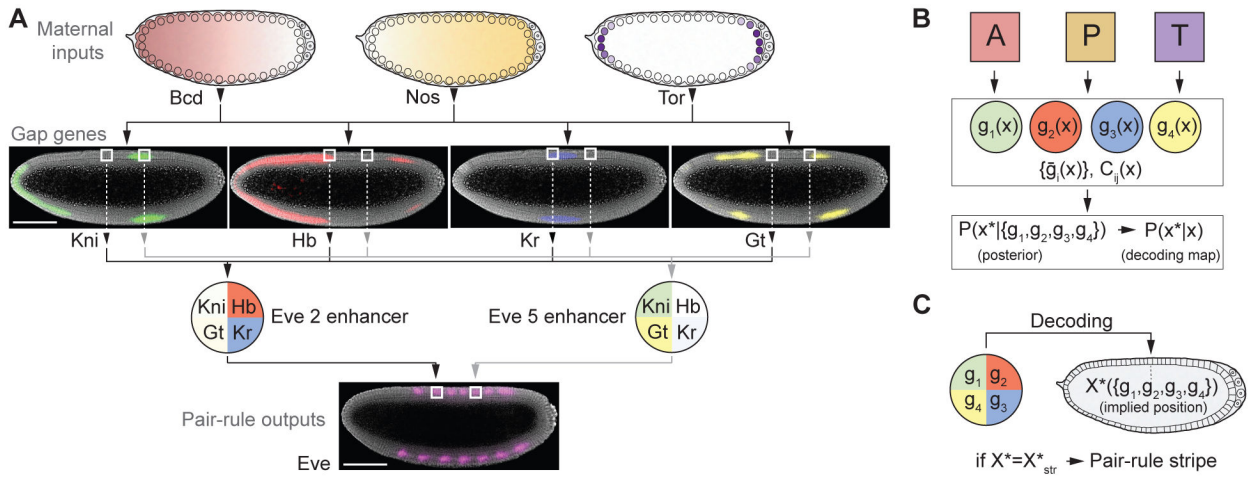 A
Maternal
inputs
Bcd
Nos
Tor
Gap genes
Kni
Hb
Kr
Gt
Kni Hb
Gt Kr
Eve 2 enhancer
Eve 5 enhancer
Kni Hb
Gt Kr
Pair-rule outputs
Eve
B
A
P
T
g1(x)
g2(x)
g3(x)
g4(x)
{ḡi(x)}, Cij(x)
P(x*|{g1,g2,g3,g4})
P(x*|x)
(posterior)
(decoding map)
C
Decoding
g1 g2
g4 g3
X*({g1,g2,g3,g4})
(implied position)
if X*=X*str
Pair-rule stripe